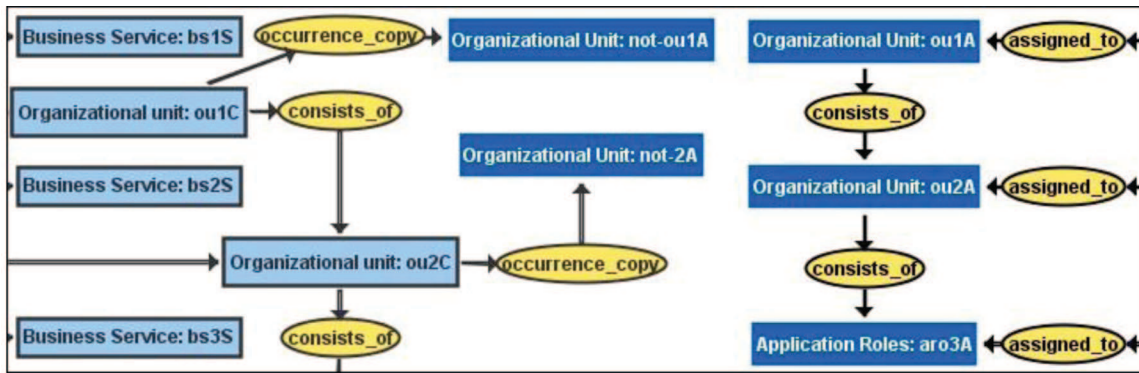 Business Service: bs1S
occurrence_copy
Organizational Unit: not-ou1A
Organizational Unit: ou1A
assigned_to
Organizational unit: ou1C
consists_of
consists_of
Organizational Unit: not-2A
Business Service: bs2S
Organizational Unit: ou2A
assigned_to
Organizational unit: ou2C
occurrence_copy
consists_of
Business Service: bs3S
consists_of
Application Roles: aro3A
assigned_to